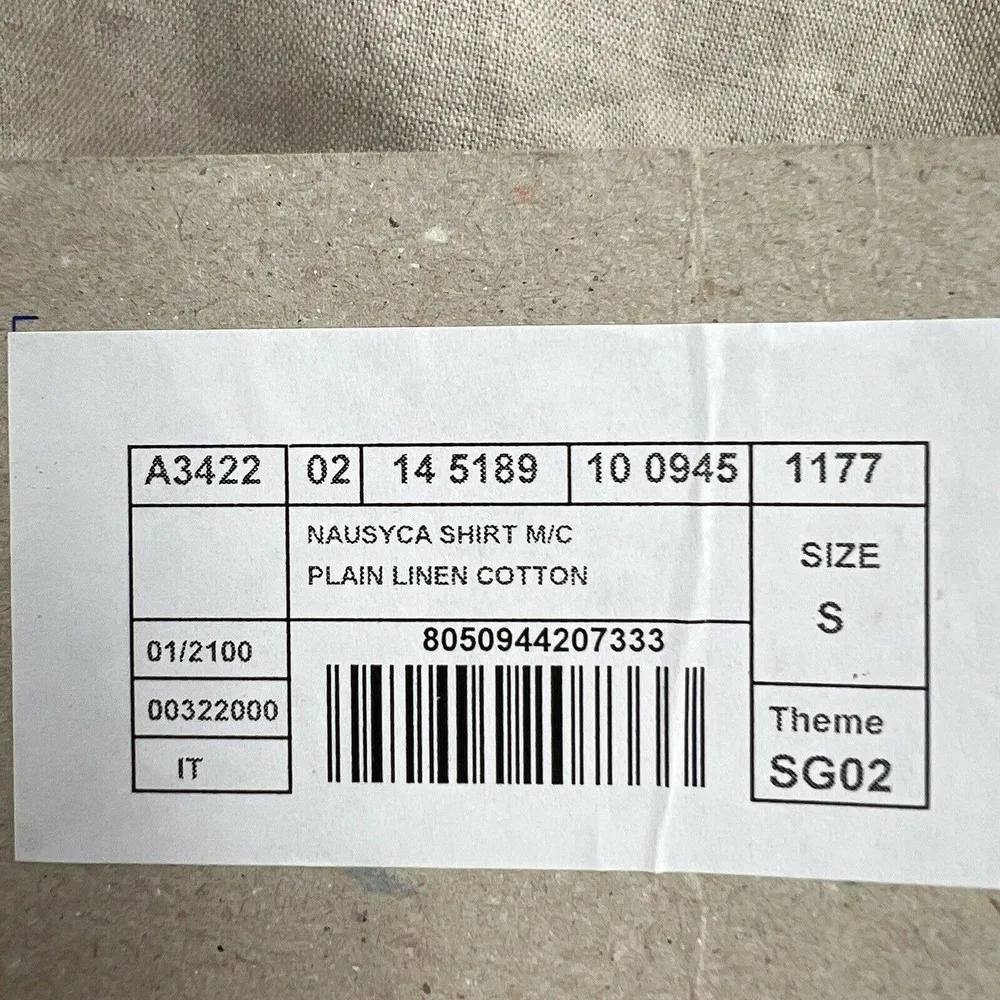 A3422 02 14 5189 10 0945 1177
NAUSYCA SHIRT M/C
PLAIN LINEN COTTON
SIZE
S
8050944207333
01/2100
00322000
IT
Theme
SG02